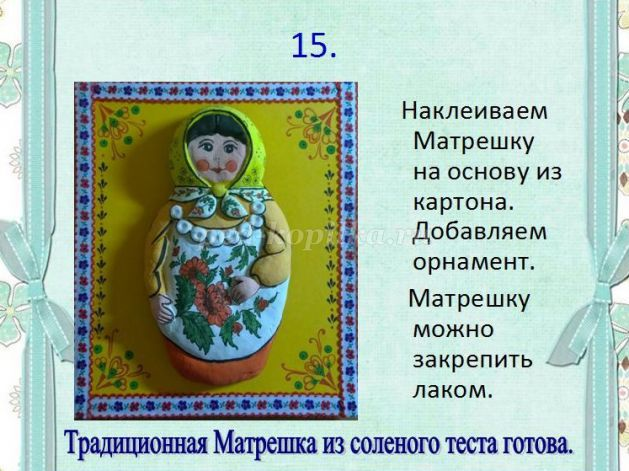 15.
Наклеиваем
Матрешку
на основу из
картона.
Добавляем
орнамент.
Матрешку
можно
закрепить
лаком.
Традиционная Матрешка из соленого теста готова.